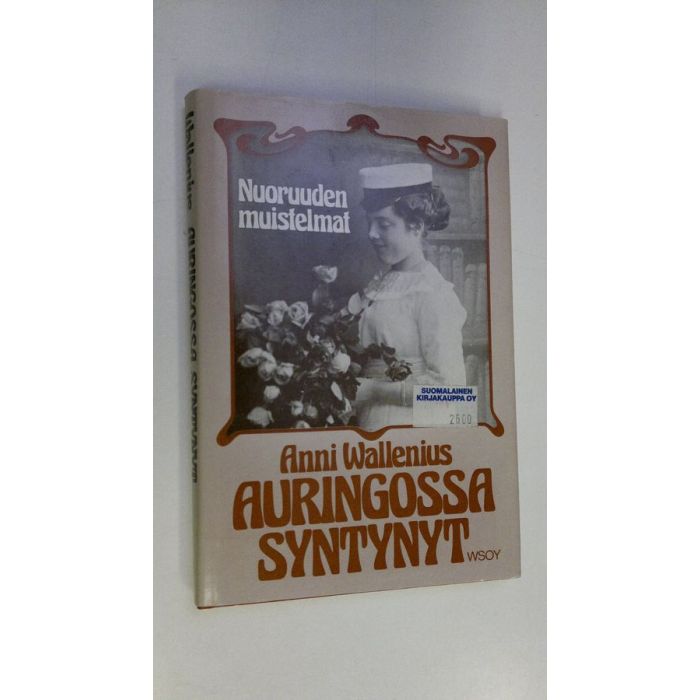 Wallenius AURINGOSSA SYNTYNYT
Nuoruuden
muistelmat
SUOMALAINEN
KIRJAKAUPPA OY
2600
Anni Wallenius
AURINGOSSA
SYNTYNYT
WSOY